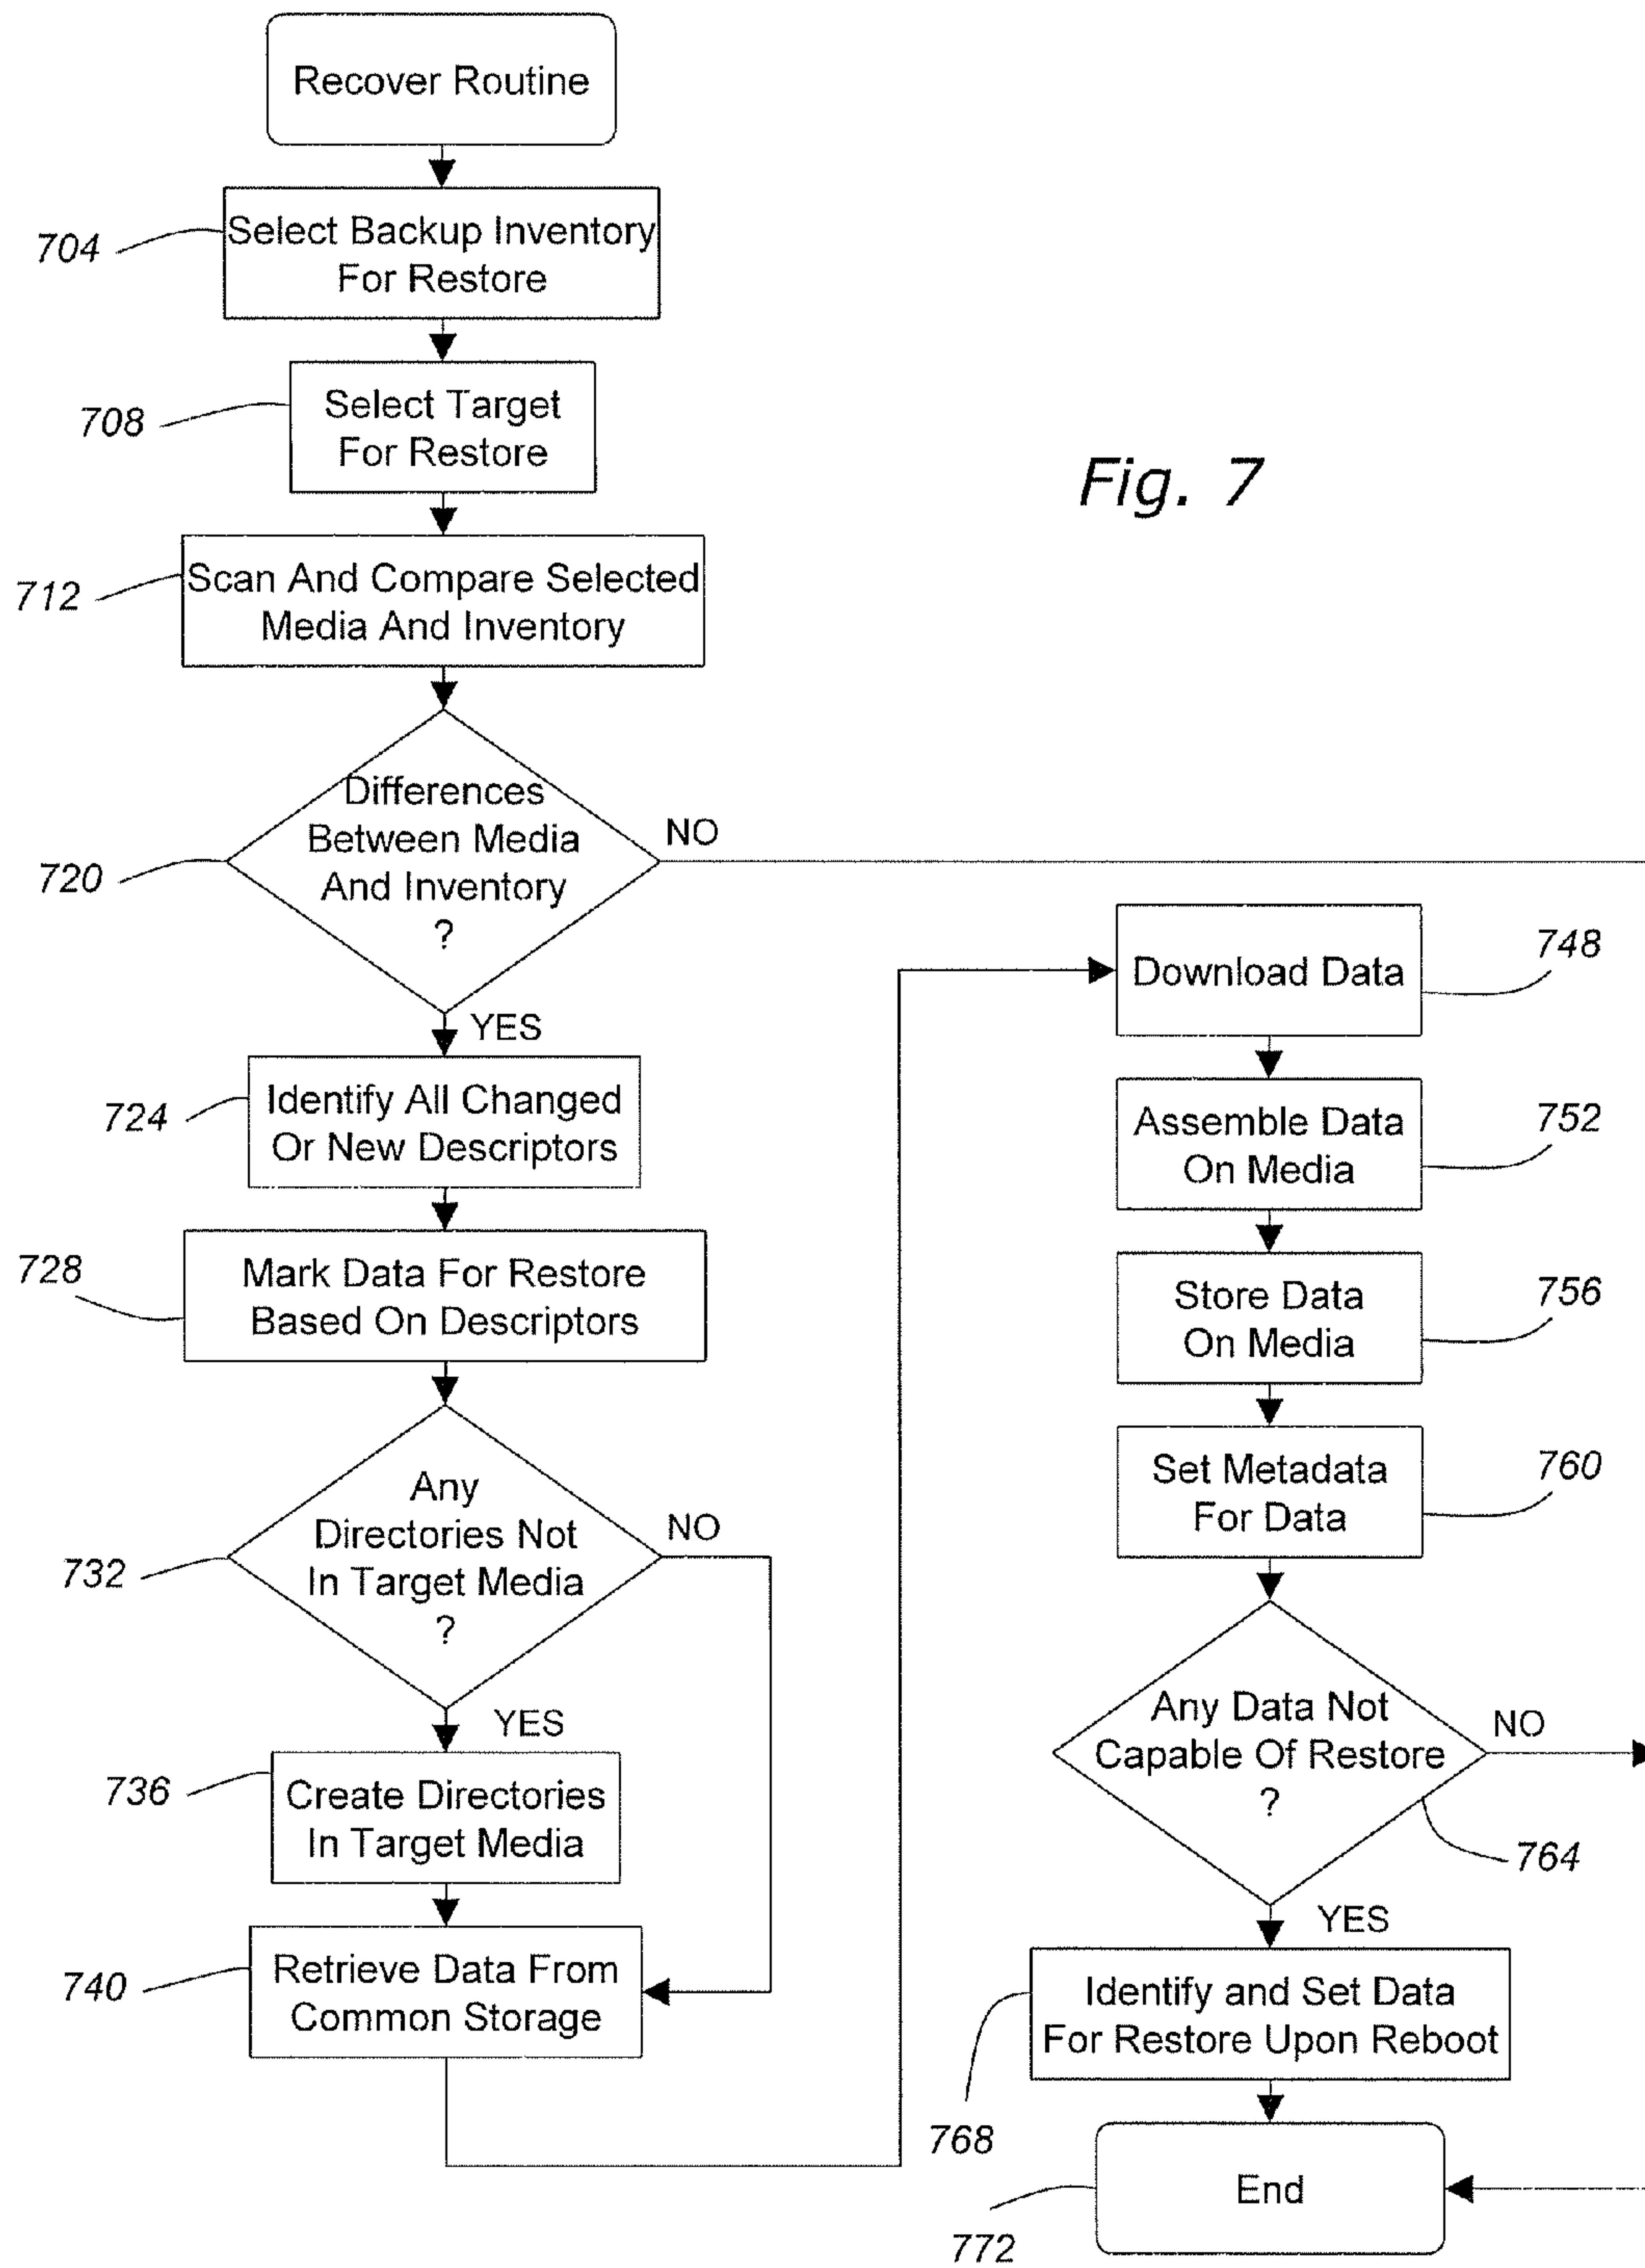 Recover Routine
704
Select Backup Inventory
For Restore
708
Select Target
For Restore
Fig. 7
712
Scan And Compare Selected
Media And Inventory
720
Differences
Between Media
And Inventory
?
NO
YES
724
Identify All Changed
Or New Descriptors
728
Mark Data For Restore
Based On Descriptors
732
Any
Directories Not
In Target Media
?
NO
YES
736
Create Directories
In Target Media
740
Retrieve Data From
Common Storage
Download Data
748
Assemble Data
On Media
752
Store Data
On Media
756
Set Metadata
For Data
760
Any Data Not
Capable Of Restore
?
NO
764
YES
Identify and Set Data
For Restore Upon Reboot
768
End
772